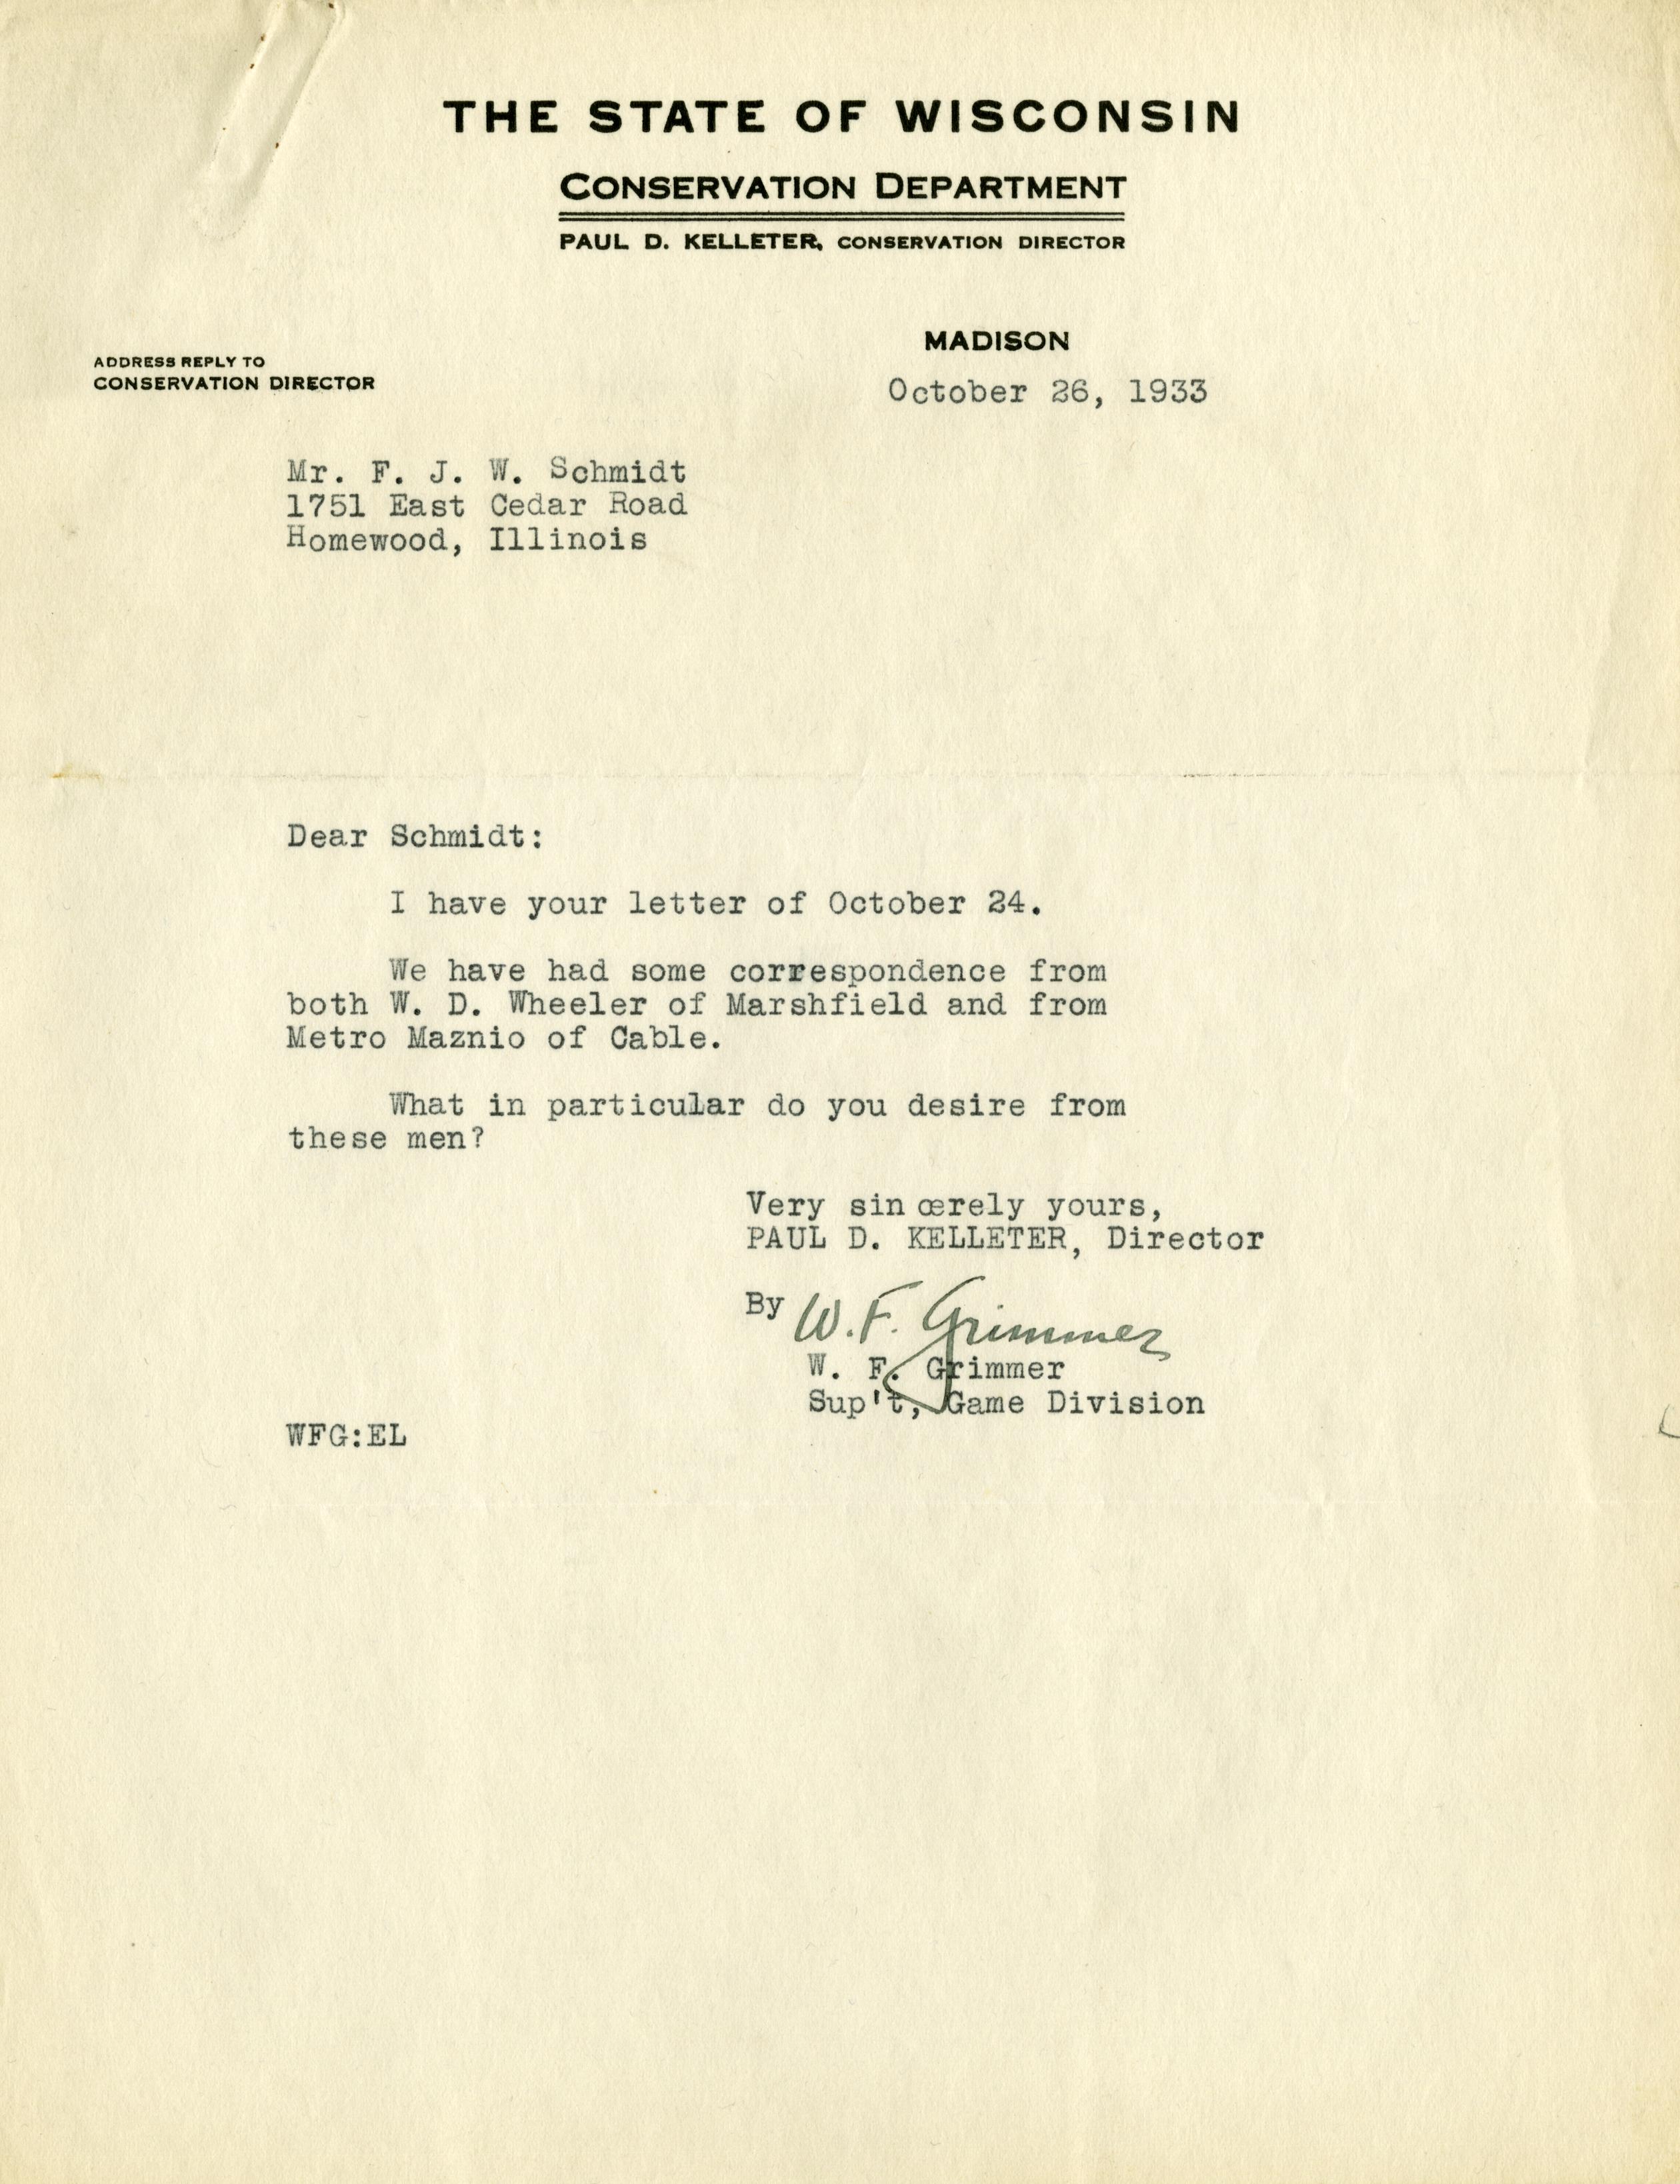 THE STATE OF WISCONSIN
CONSERVATION DEPARTMENT
PAUL D. KELLETER, CONSERVATION DIRECTOR
MADISON
ADDRESS REPLY TO
CONSERVATION DIRECTOR
October 26, 1933
Mr. F. J. W. Schmidt
1751 East Cedar Road
Homewood, Illinois
Dear Schmidt:
I have your letter of October 24.
We have had some correspondence from
both W. D. Wheeler of Marshfield and from
Metro Maznio of Cable.
What in particular do you desire from
these men?
Very sincerely yours,
PAUL D. KELLETER, Director
By W. F. Grimmer
W. F. Grimmer
Sup't, Game Division
WFG:EL